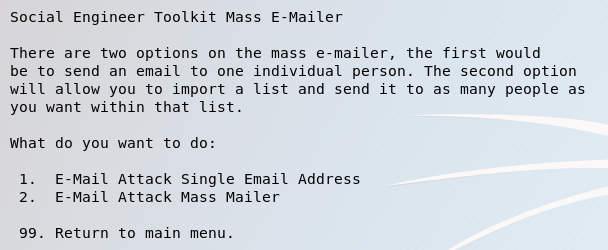 Social Engineer Toolkit Mass E-Mailer
There are two options on the mass e-mailer, the first would
be to send an email to one individual person. The second option
will allow you to import a list and send it to as many people as
you want within that list.
What do you want to do:
1. E-Mail Attack Single Email Address
2. E-Mail Attack Mass Mailer
99. Return to main menu.